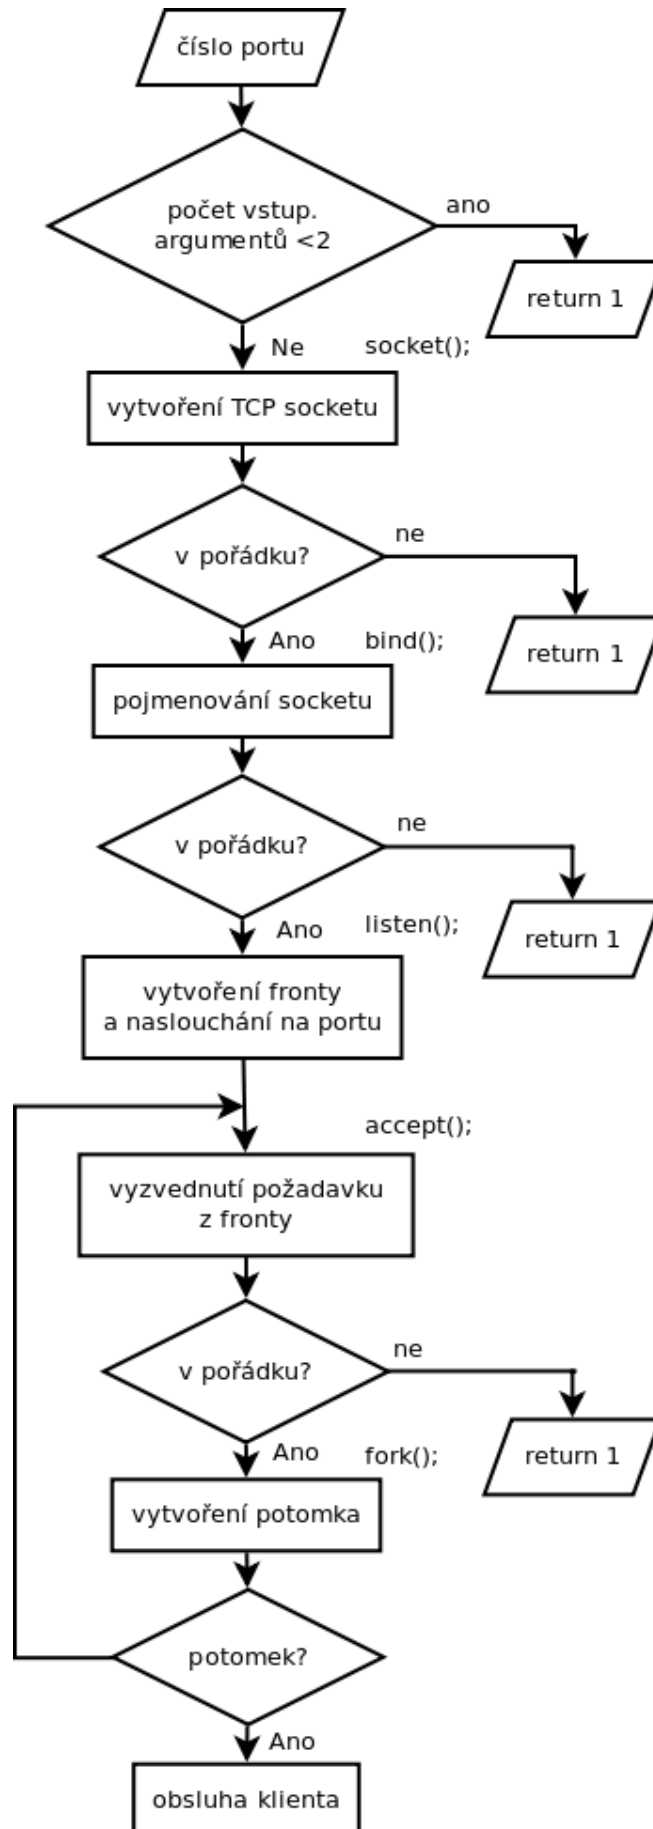 číslo portu
počet vstup.
argumentů <2
ano
return 1
Ne
socket();
vytvoření TCP socketu
v pořádku?
ne
return 1
Ano
bind();
pojmenování socketu
v pořádku?
ne
return 1
Ano
listen();
vytvoření fronty
a naslouchání na portu
accept();
vyzvednutí požadavku
z fronty
v pořádku?
ne
return 1
Ano
fork();
vytvoření potomka
potomek?
Ano
obsluha klienta